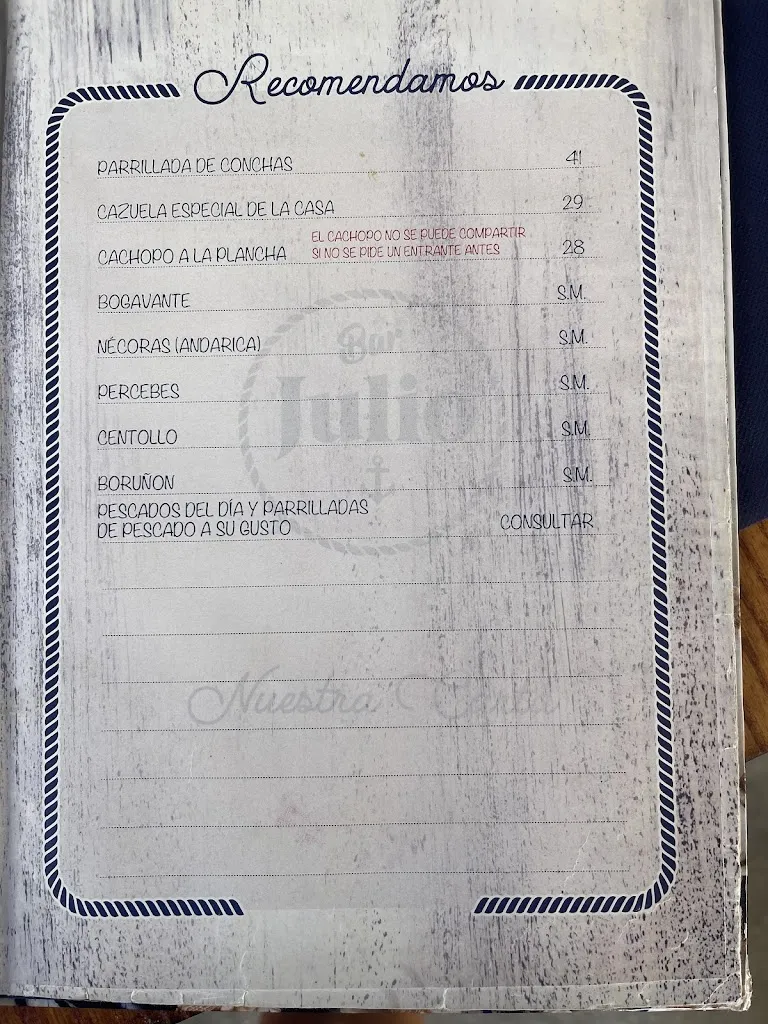 Recomendamos
PARRILLADA DE CONCHAS 41
CAZUELA ESPECIAL DE LA CASA 29
CACHOPO A LA PLANCHA EL CACHOPO NO SE PUEDE COMPARTIR SI NO SE PIDE UN ENTRANTE ANTES 28
BOGAVANTE S.M.
NÉCORAS (ANDARICA) S.M.
PERCEBES S.M.
CENTOLLO S.M.
BORUÑON S.M.
PESCADOS DEL DÍA Y PARRILLADAS
DE PESCADO A SU GUSTO CONSULTAR
Bar
Julio
Nuestra Carta